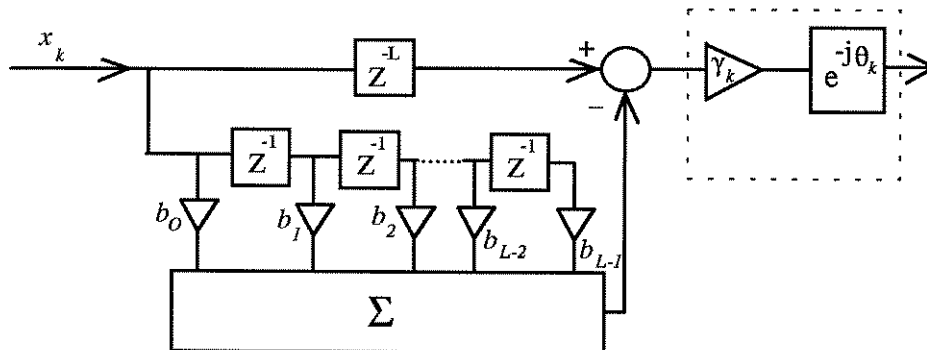 x_k
Z^-L
+
−
γ_k
e^-jθ_k
Z^-1
Z^-1
Z^-1
b_0
b_1
b_2
b_L-2
b_L-1
Σ